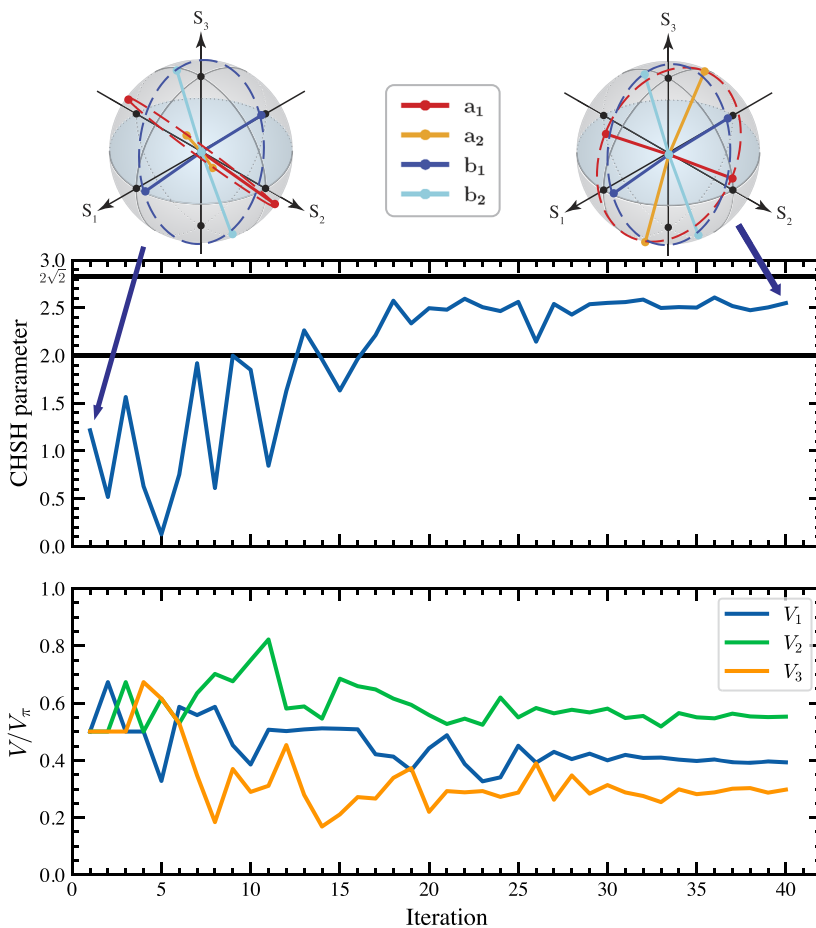 S₃
S₁
S₂
a₁
a₂
b₁
b₂
S₃
S₁
S₂
CHSH parameter
3.0
2√2
2.5
2.0
1.5
1.0
0.5
0.0
V/Vπ
1.0
0.8
0.6
0.4
0.2
0.0
V₁
V₂
V₃
0 5 10 15 20 25 30 35 40
Iteration